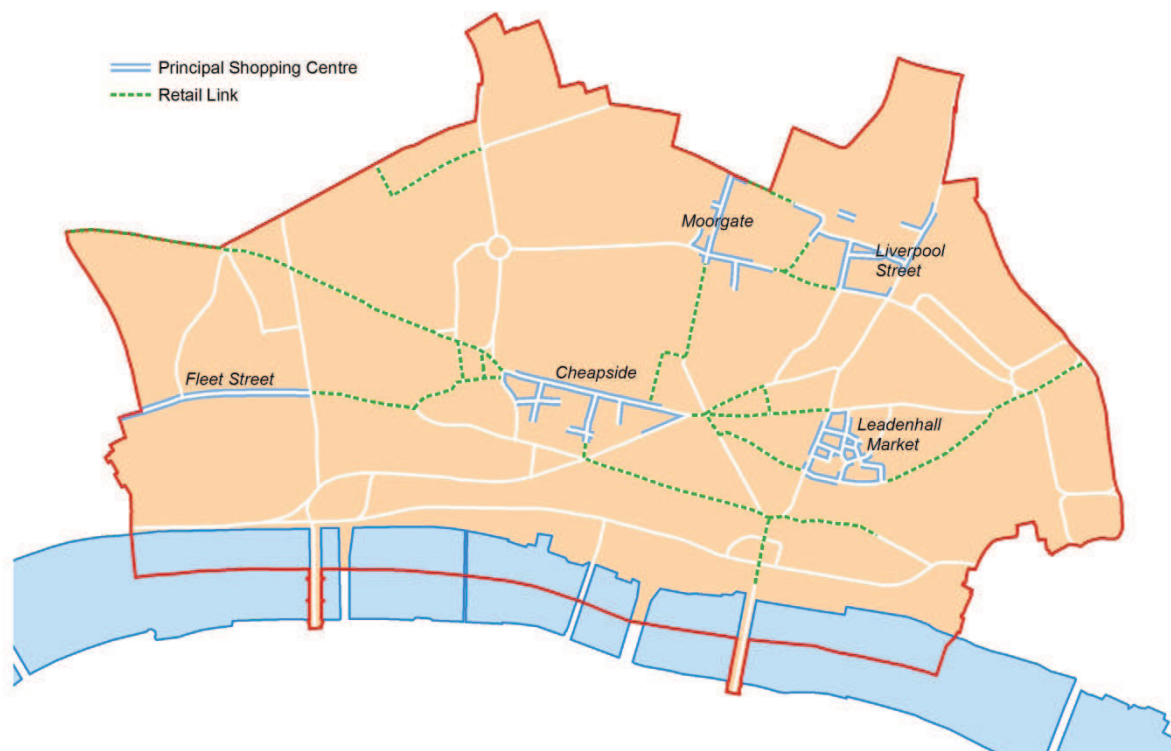 Principal Shopping Centre
Retail Link
Moorgate
Liverpool
Street
Fleet Street
Cheapside
Leadenhall
Market